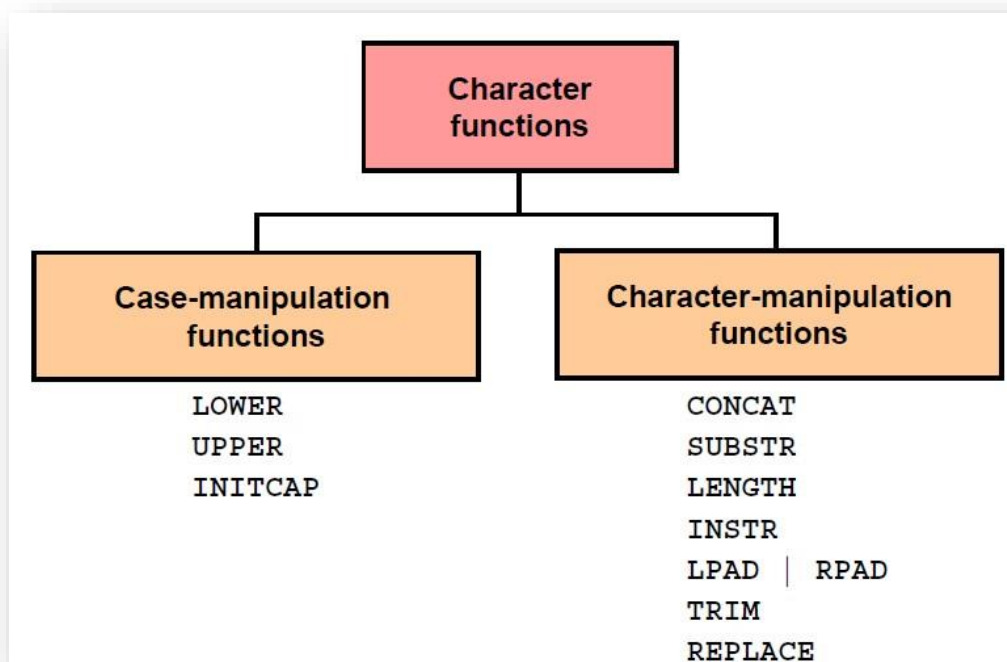 Character
functions
Case-manipulation
functions
Character-manipulation
functions
LOWER
UPPER
INITCAP
CONCAT
SUBSTR
LENGTH
INSTR
LPAD | RPAD
TRIM
REPLACE